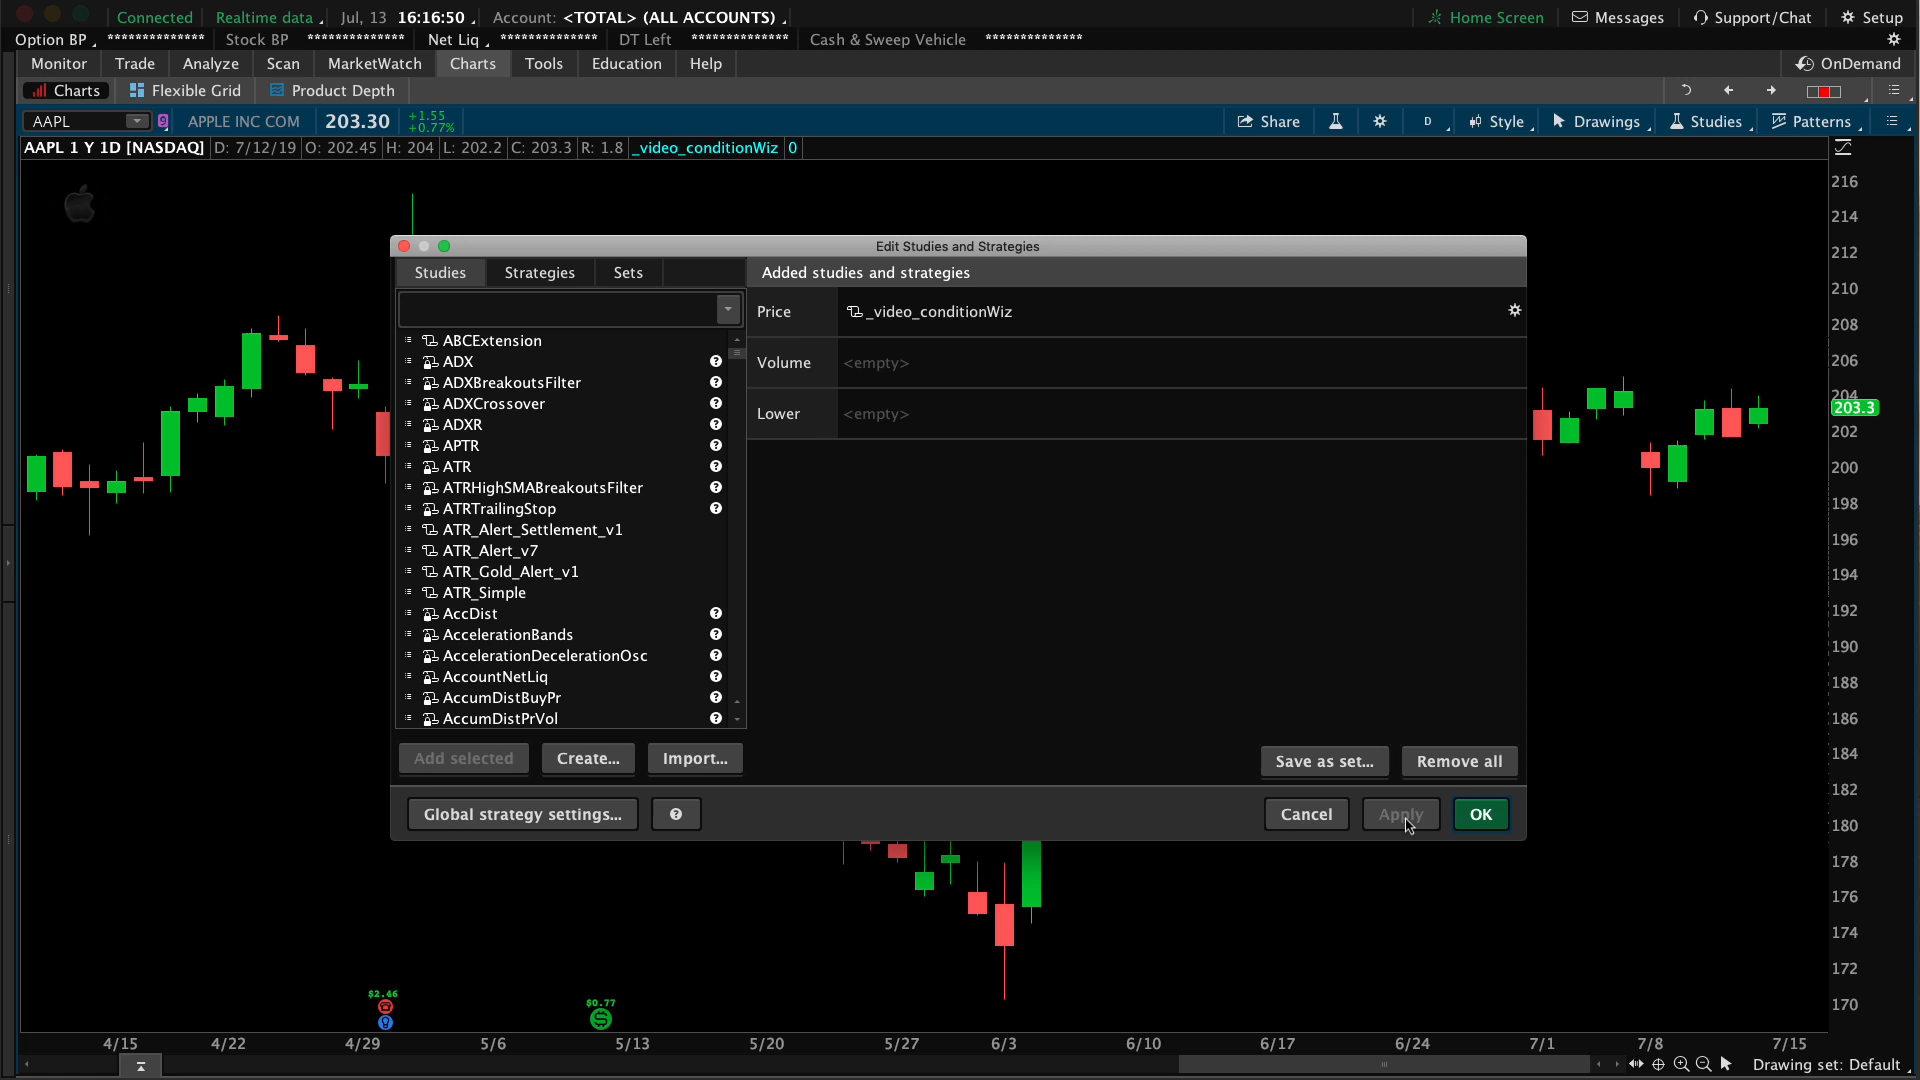 Connected Realtime data Jul, 13 16:16:50 Account: <TOTAL> (ALL ACCOUNTS) Home Screen Messages Support/Chat Setup
Option BP ************** Stock BP ************** Net Liq ************** DT Left ************** Cash & Sweep Vehicle **************
Monitor Trade Analyze Scan MarketWatch Charts Tools Education Help OnDemand
Charts Flexible Grid Product Depth
AAPL 9 APPLE INC COM 203.30 +1.55 Share D Style Drawings Studies Patterns
+0.77%
AAPL 1 Y 1D [NASDAQ] D: 7/12/19 O: 202.45 H: 204 L: 202.2 C: 203.3 R: 1.8 _video_conditionWiz 0
Edit Studies and Strategies
Studies Strategies Sets
ABCExtension
ADX
ADXBreakoutsFilter
ADXCrossover
ADXR
APTR
ATR
ATRHighSMABreakoutsFilter
ATRTrailingStop
ATR_Alert_Settlement_v1
ATR_Alert_v7
ATR_Gold_Alert_v1
ATR_Simple
AccDist
AccelerationBands
AccelerationDecelerationOsc
AccountNetLiq
AccumDistBuyPr
AccumDistPrVol
Add selected Create... Import...
Added studies and strategies
Price _video_conditionWiz
Volume <empty>
Lower <empty>
Save as set... Remove all
Global strategy settings... ? Cancel Apply OK
216
214
212
210
208
206
204
203.3
202
200
198
196
194
192
190
188
186
184
182
180
178
176
174
172
170
$2.46
$0.77
4/15 4/22 4/29 5/6 5/13 5/20 5/27 6/3 6/10 6/17 6/24 7/1 7/8 7/15
Drawing set: Default